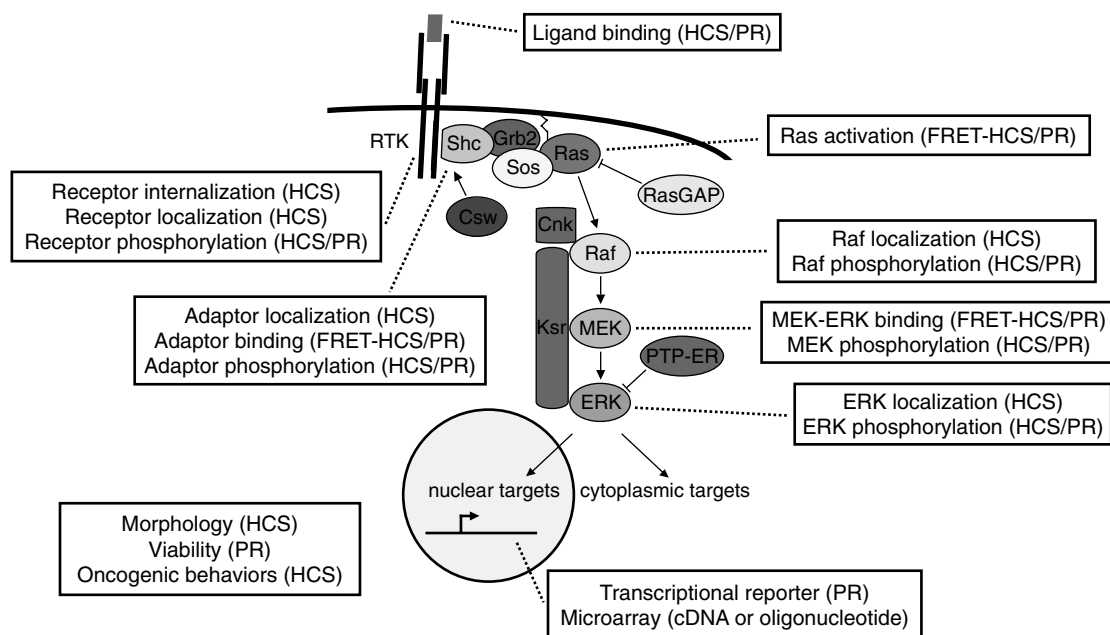 Ligand binding (HCS/PR)
RTK
Shc
Grb2
Sos
Ras
Ras activation (FRET-HCS/PR)
RasGAP
Receptor internalization (HCS)
Receptor localization (HCS)
Receptor phosphorylation (HCS/PR)
Csw
Cnk
Raf
Raf localization (HCS)
Raf phosphorylation (HCS/PR)
Adaptor localization (HCS)
Adaptor binding (FRET-HCS/PR)
Adaptor phosphorylation (HCS/PR)
Ksr
MEK
MEK-ERK binding (FRET-HCS/PR)
MEK phosphorylation (HCS/PR)
PTP-ER
ERK
ERK localization (HCS)
ERK phosphorylation (HCS/PR)
nuclear targets
cytoplasmic targets
Morphology (HCS)
Viability (PR)
Oncogenic behaviors (HCS)
Transcriptional reporter (PR)
Microarray (cDNA or oligonucleotide)